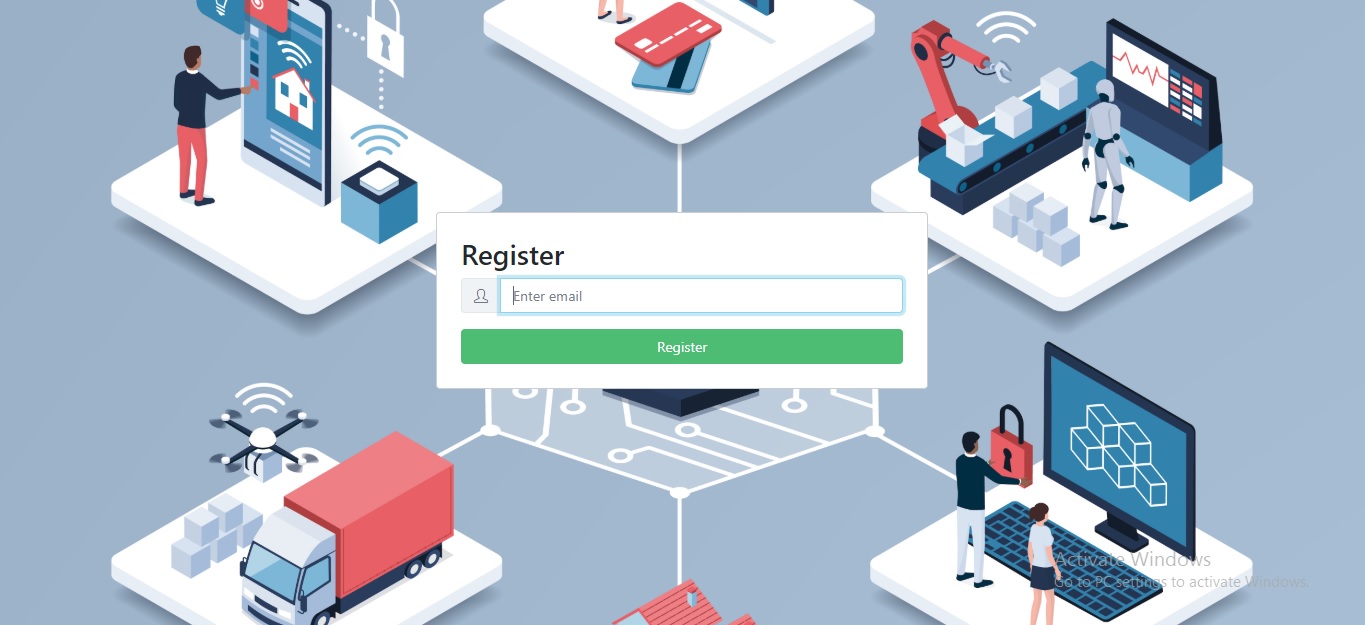 Register
Enter email
Register
Activate Windows
Go to PC settings to activate Windows.